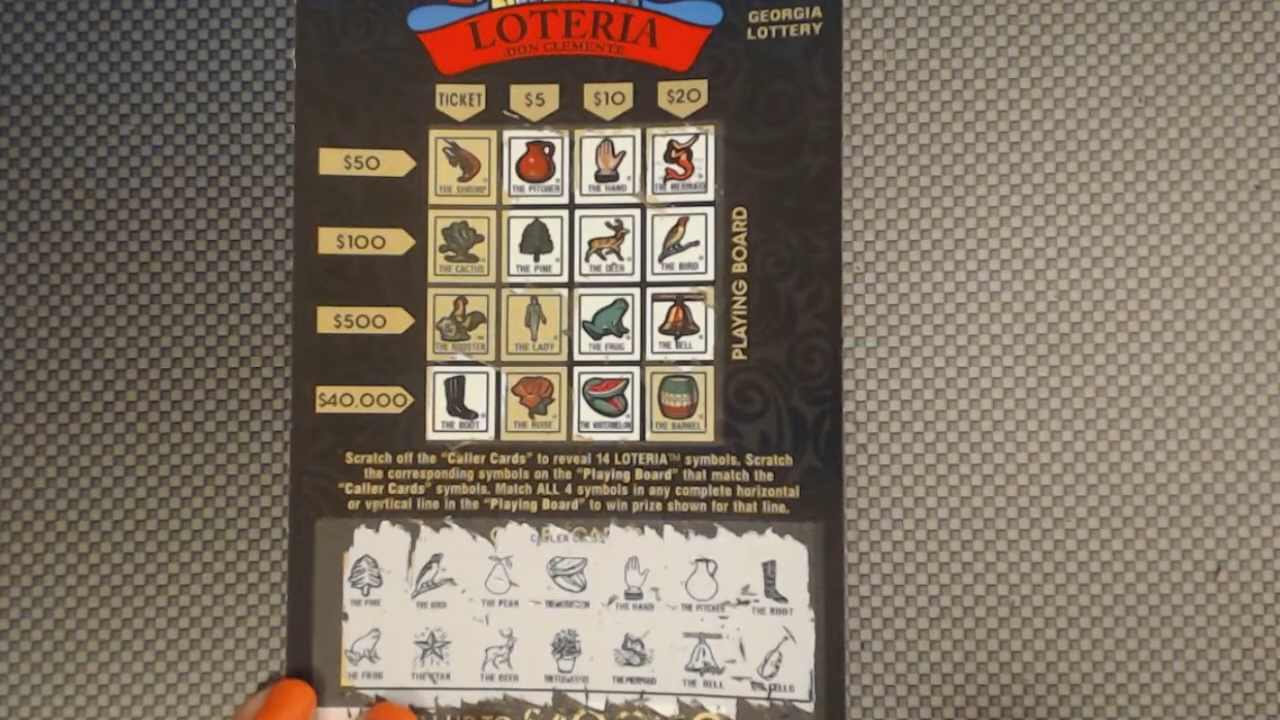 LOTERIA
DON CLEMENTE
GEORGIA
LOTTERY
TICKET $5 $10 $20
$50
THE SHRIMP THE PITCHER THE HAND THE MERMAID
$100
THE CACTUS THE PINE THE DEER THE BIRD
$500
THE ROOSTER THE LADY THE FROG THE BELL
$40,000
THE BOOT THE ROSE THE WATERMELON THE BARREL
PLAYING BOARD
Scratch off the "Caller Cards" to reveal 14 LOTERIA™ symbols. Scratch
the corresponding symbols on the "Playing Board" that match the
"Caller Cards" symbols. Match ALL 4 symbols in any complete horizontal
or vertical line in the "Playing Board" to win prize shown for that line.
THE PINE THE BIRD THE PEAR THE WATERMELON THE HAND THE PITCHER THE BOOT
HE FROG THE STAR THE DEER THE MERMAID THE BELL CELLO